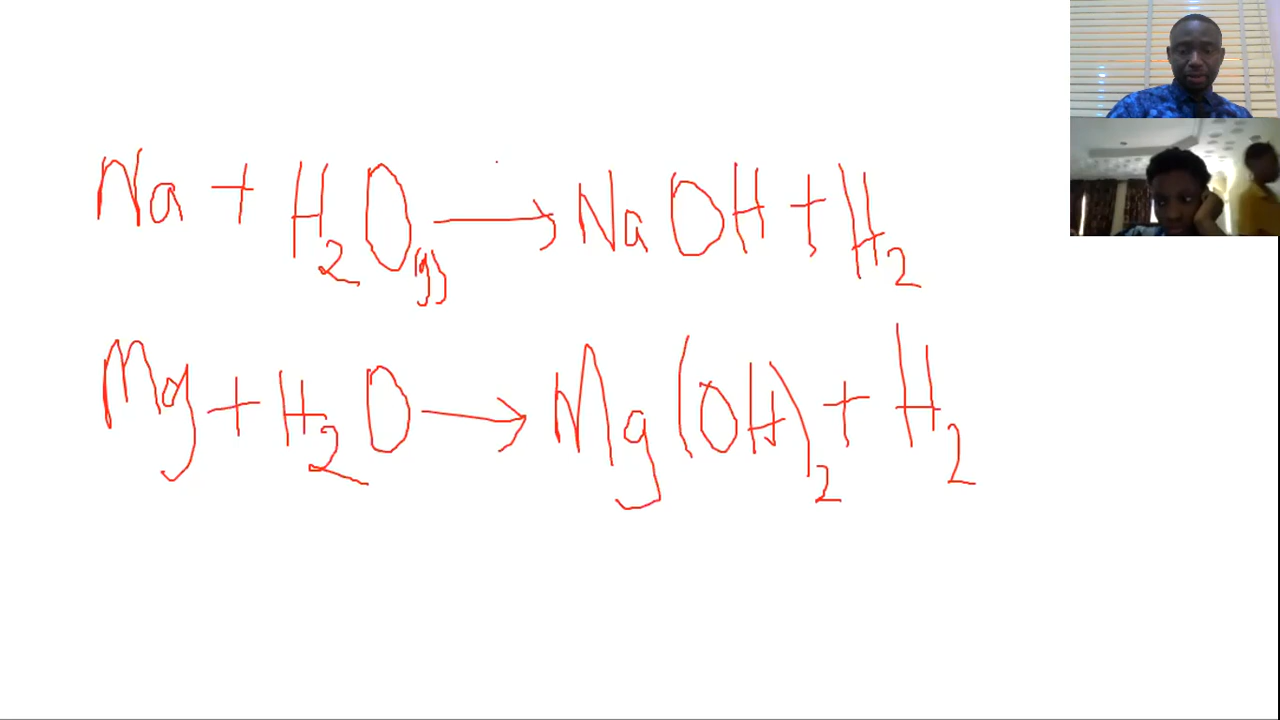 Na + H₂O(g) → NaOH + H₂
Mg + H₂O → Mg(OH)₂ + H₂